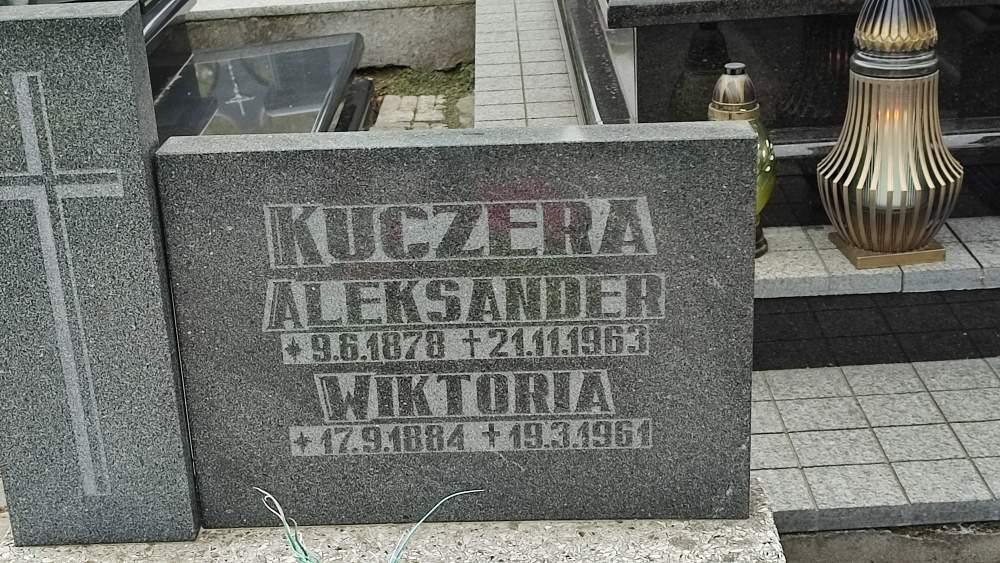 KUCZERA
ALEKSANDER
*9.6.1878 †21.11.1963
WIKTORIA
*17.9.1884 †19.3.1961